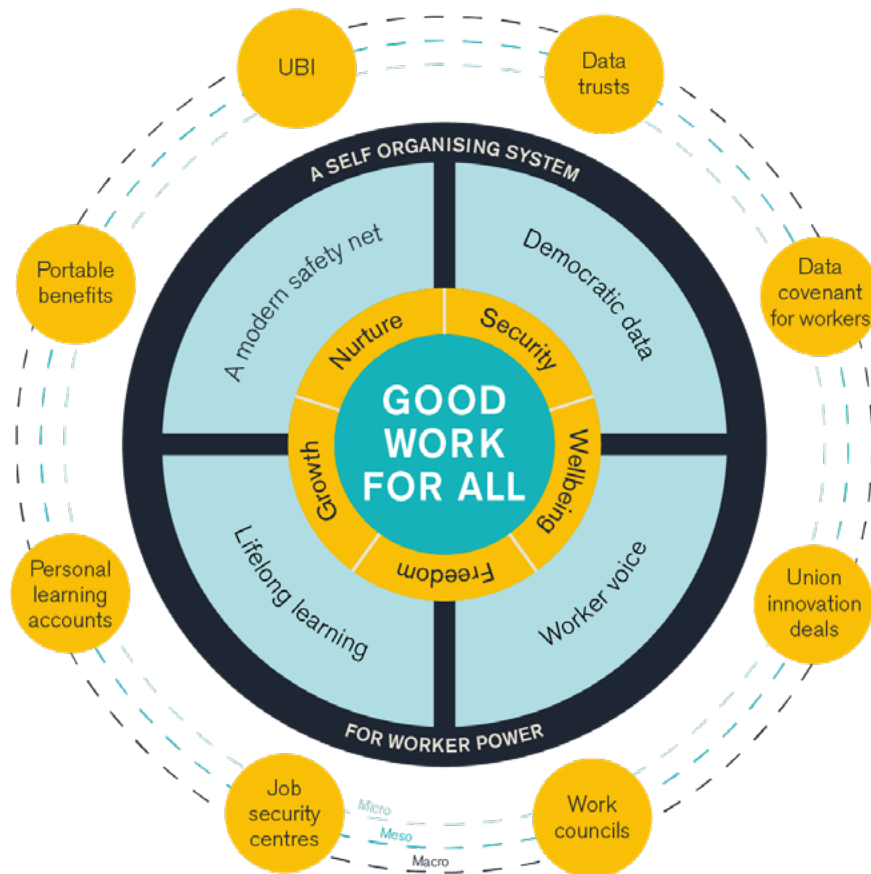 UBI
Data
trusts
A SELF ORGANISING SYSTEM
Portable
benefits
A modern safety net
Democratic data
Data
covenant
for workers
Nurture
Security
GOOD
WORK
FOR ALL
Growth
Wellbeing
Freedom
Personal
learning
accounts
Lifelong learning
Worker voice
Union
innovation
deals
FOR WORKER POWER
Job
security
centres
Micro
Meso
Macro
Work
councils